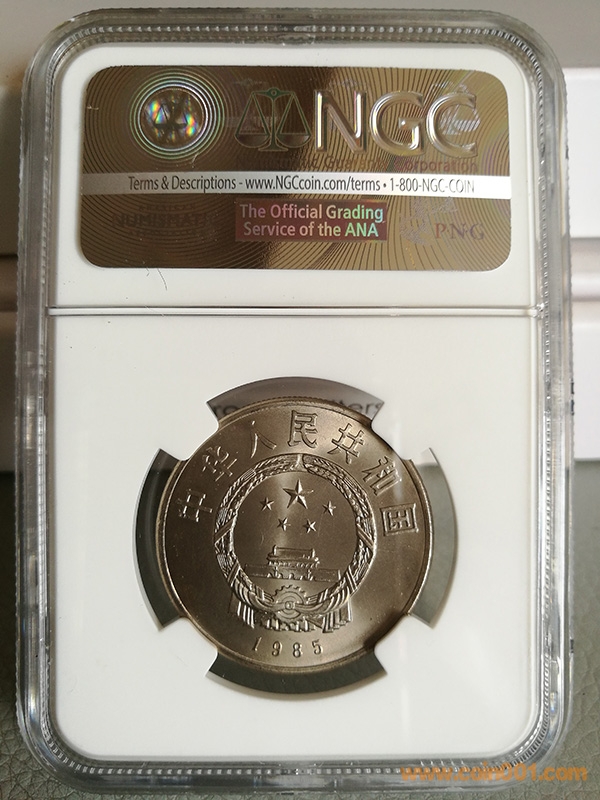 NGC
Corporation
Terms & Descriptions - www.NGCcoin.com/terms • 1-800-NGC-COIN
The Official Grading
Service of the ANA
PNG
中华人民共和国
1985
www.coin001.com